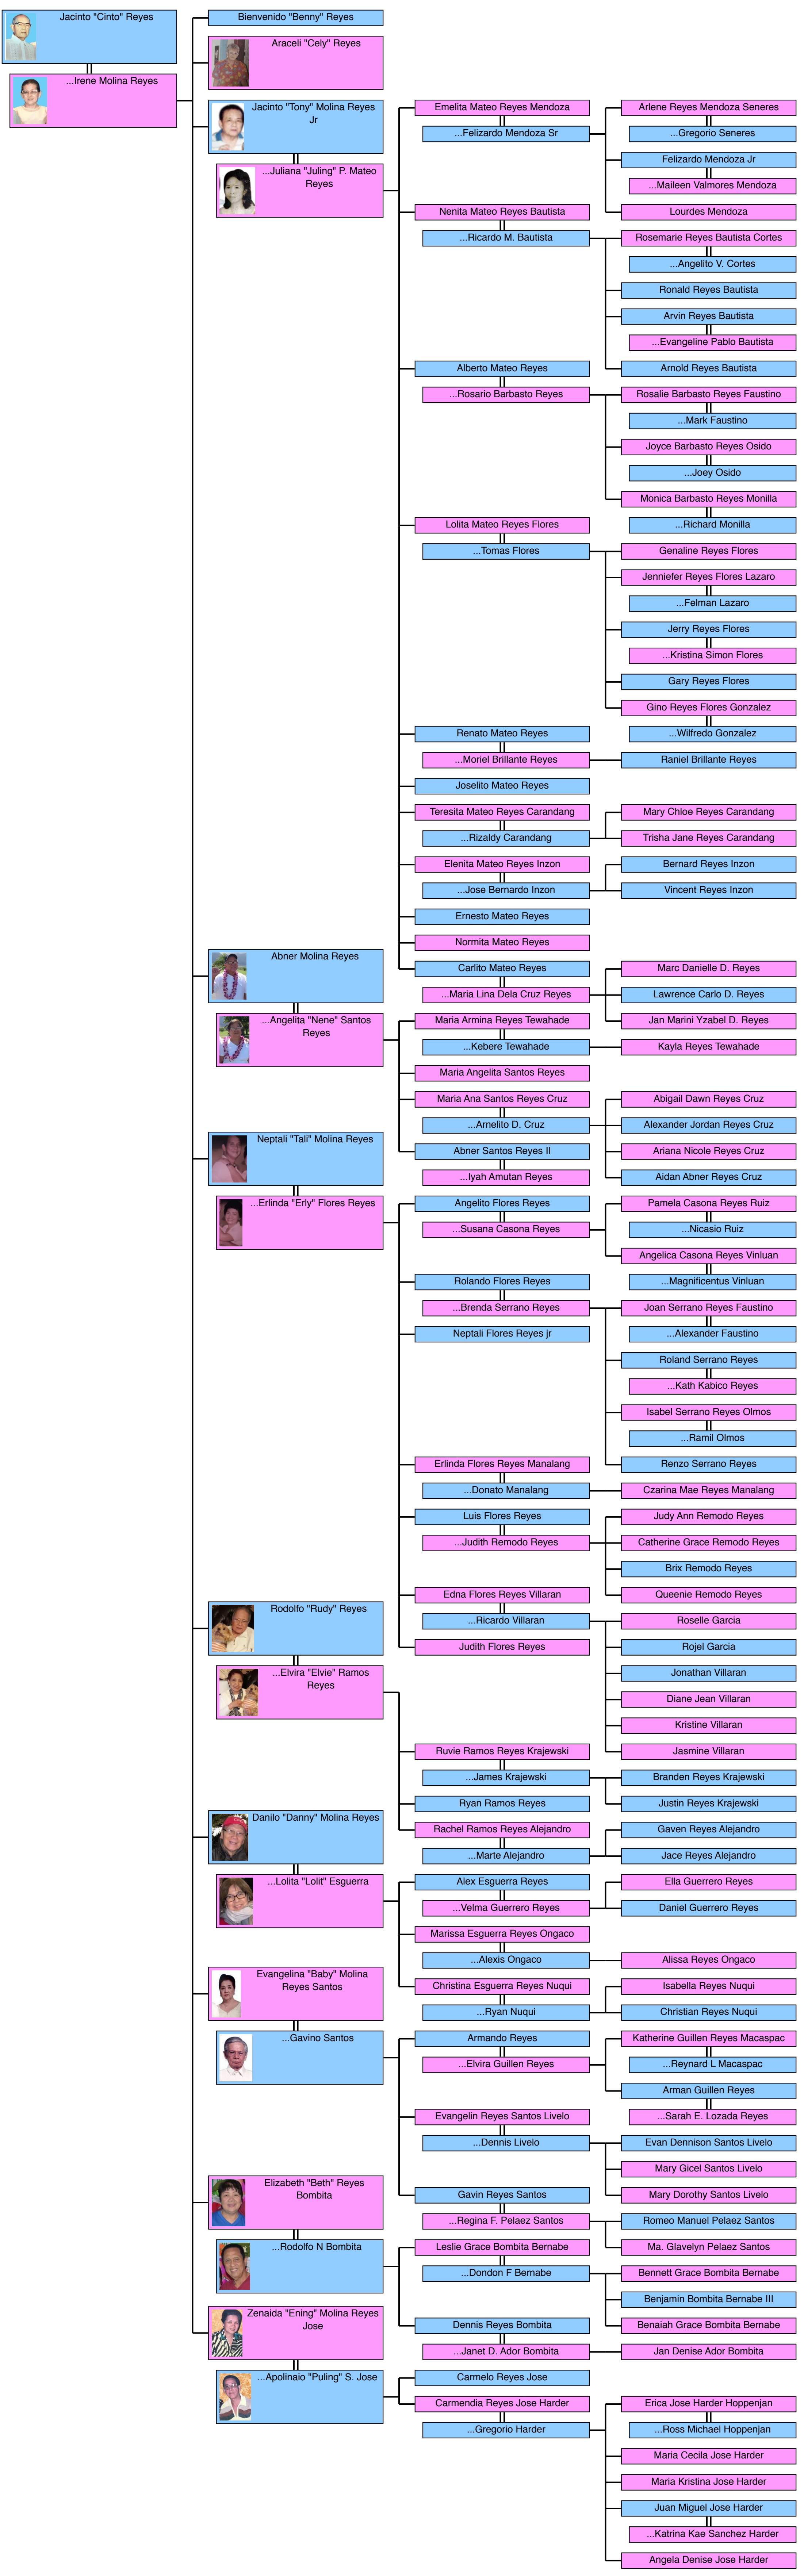 Jacinto "Cinto" Reyes
...Irene Molina Reyes
Bienvenido "Benny" Reyes
Araceli "Cely" Reyes
Jacinto "Tony" Molina Reyes
Jr
...Juliana "Juling" P. Mateo
Reyes
Emelita Mateo Reyes Mendoza
...Felizardo Mendoza Sr
Arlene Reyes Mendoza Seneres
...Gregorio Seneres
Felizardo Mendoza Jr
...Maileen Valmores Mendoza
Lourdes Mendoza
Nenita Mateo Reyes Bautista
...Ricardo M. Bautista
Rosemarie Reyes Bautista Cortes
...Angelito V. Cortes
Ronald Reyes Bautista
Arvin Reyes Bautista
...Evangeline Pablo Bautista
Arnold Reyes Bautista
Alberto Mateo Reyes
...Rosario Barbasto Reyes
Rosalie Barbasto Reyes Faustino
...Mark Faustino
Joyce Barbasto Reyes Osido
...Joey Osido
Monica Barbasto Reyes Monilla
...Richard Monilla
Lolita Mateo Reyes Flores
...Tomas Flores
Genaline Reyes Flores
Jenniefer Reyes Flores Lazaro
...Felman Lazaro
Jerry Reyes Flores
...Kristina Simon Flores
Gary Reyes Flores
Gino Reyes Flores Gonzalez
...Wilfredo Gonzalez
Renato Mateo Reyes
...Moriel Brillante Reyes
Raniel Brillante Reyes
Joselito Mateo Reyes
Teresita Mateo Reyes Carandang
...Rizaldy Carandang
Mary Chloe Reyes Carandang
Trisha Jane Reyes Carandang
Elenita Mateo Reyes Inzon
...Jose Bernardo Inzon
Bernard Reyes Inzon
Vincent Reyes Inzon
Ernesto Mateo Reyes
Normita Mateo Reyes
Carlito Mateo Reyes
...Maria Lina Dela Cruz Reyes
Marc Danielle D. Reyes
Lawrence Carlo D. Reyes
Jan Marini Yzabel D. Reyes
Abner Molina Reyes
...Angelita "Nene" Santos
Reyes
Maria Armina Reyes Tewahade
...Kebere Tewahade
Kayla Reyes Tewahade
Maria Angelita Santos Reyes
Maria Ana Santos Reyes Cruz
...Arnelito D. Cruz
Abigail Dawn Reyes Cruz
Alexander Jordan Reyes Cruz
Ariana Nicole Reyes Cruz
Aidan Abner Reyes Cruz
Abner Santos Reyes II
...Iyah Amutan Reyes
Neptali "Tali" Molina Reyes
...Erlinda "Erly" Flores Reyes
Angelito Flores Reyes
...Susana Casona Reyes
Pamela Casona Reyes Ruiz
...Nicasio Ruiz
Angelica Casona Reyes Vinluan
...Magnificentus Vinluan
Rolando Flores Reyes
...Brenda Serrano Reyes
Joan Serrano Reyes Faustino
...Alexander Faustino
Roland Serrano Reyes
...Kath Kabico Reyes
Isabel Serrano Reyes Olmos
...Ramil Olmos
Renzo Serrano Reyes
Neptali Flores Reyes jr
Erlinda Flores Reyes Manalang
...Donato Manalang
Czarina Mae Reyes Manalang
Luis Flores Reyes
...Judith Remodo Reyes
Judy Ann Remodo Reyes
Catherine Grace Remodo Reyes
Brix Remodo Reyes
Queenie Remodo Reyes
Edna Flores Reyes Villaran
...Ricardo Villaran
Roselle Garcia
Rojel Garcia
Jonathan Villaran
Diane Jean Villaran
Kristine Villaran
Jasmine Villaran
Judith Flores Reyes
Rodolfo "Rudy" Reyes
...Elvira "Elvie" Ramos
Reyes
Ruvie Ramos Reyes Krajewski
...James Krajewski
Branden Reyes Krajewski
Justin Reyes Krajewski
Ryan Ramos Reyes
Rachel Ramos Reyes Alejandro
...Marte Alejandro
Gaven Reyes Alejandro
Jace Reyes Alejandro
Danilo "Danny" Molina Reyes
...Lolita "Lolit" Esguerra
Alex Esguerra Reyes
...Velma Guerrero Reyes
Ella Guerrero Reyes
Daniel Guerrero Reyes
Marissa Esguerra Reyes Ongaco
...Alexis Ongaco
Alissa Reyes Ongaco
Christina Esguerra Reyes Nuqui
...Ryan Nuqui
Isabella Reyes Nuqui
Christian Reyes Nuqui
Evangelina "Baby" Molina
Reyes Santos
...Gavino Santos
Armando Reyes
...Elvira Guillen Reyes
Katherine Guillen Reyes Macaspac
...Reynard L Macaspac
Arman Guillen Reyes
...Sarah E. Lozada Reyes
Evangelin Reyes Santos Livelo
...Dennis Livelo
Evan Dennison Santos Livelo
Mary Gicel Santos Livelo
Mary Dorothy Santos Livelo
Gavin Reyes Santos
...Regina F. Pelaez Santos
Romeo Manuel Pelaez Santos
Ma. Glavelyn Pelaez Santos
Elizabeth "Beth" Reyes
Bombita
...Rodolfo N Bombita
Leslie Grace Bombita Bernabe
...Dondon F Bernabe
Bennett Grace Bombita Bernabe
Benjamin Bombita Bernabe III
Benaiah Grace Bombita Bernabe
Dennis Reyes Bombita
...Janet D. Ador Bombita
Jan Denise Ador Bombita
Zenaida "Ening" Molina Reyes
Jose
...Apolinaio "Puling" S. Jose
Carmelo Reyes Jose
Carmendia Reyes Jose Harder
...Gregorio Harder
Erica Jose Harder Hoppenjan
...Ross Michael Hoppenjan
Maria Cecila Jose Harder
Maria Kristina Jose Harder
Juan Miguel Jose Harder
...Katrina Kae Sanchez Harder
Angela Denise Jose Harder